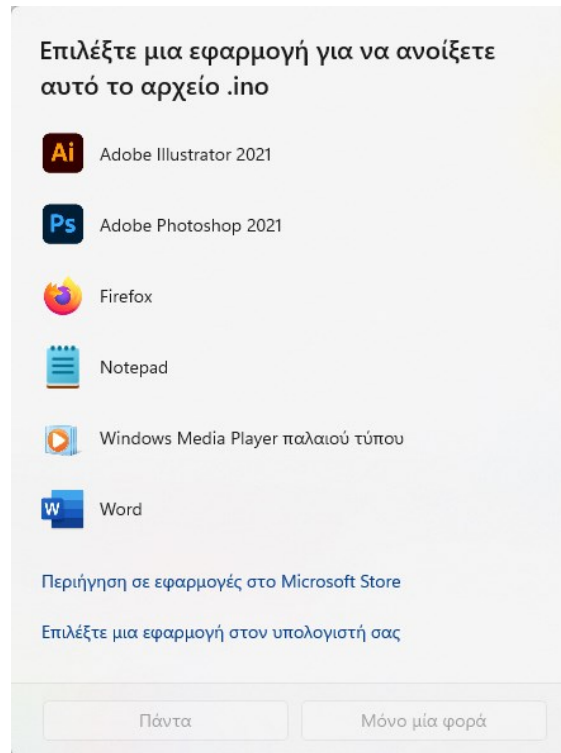 Επιλέξτε μια εφαρμογή για να ανοίξετε
αυτό το αρχείο .ino
Ai Adobe Illustrator 2021
Ps Adobe Photoshop 2021
Firefox
Notepad
Windows Media Player παλαιού τύπου
W Word
Περιήγηση σε εφαρμογές στο Microsoft Store
Επιλέξτε μια εφαρμογή στον υπολογιστή σας
Πάντα Μόνο μία φορά